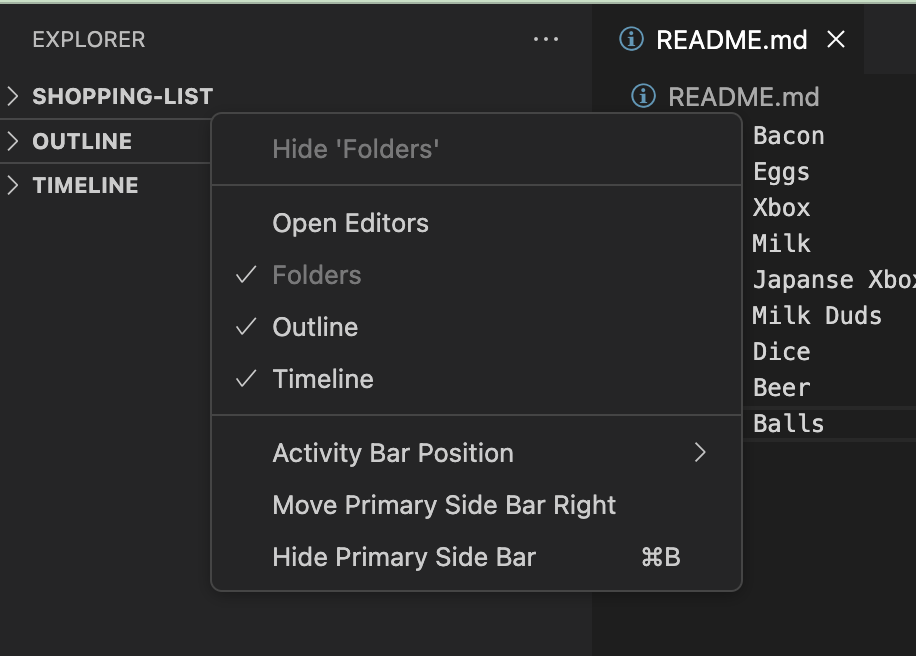 EXPLORER
README.md
SHOPPING-LIST
OUTLINE
TIMELINE
Hide 'Folders'
Open Editors
Folders
Outline
Timeline
Activity Bar Position
Move Primary Side Bar Right
Hide Primary Side Bar ⌘B
README.md
Bacon
Eggs
Xbox
Milk
Japanse Xbox
Milk Duds
Dice
Beer
Balls